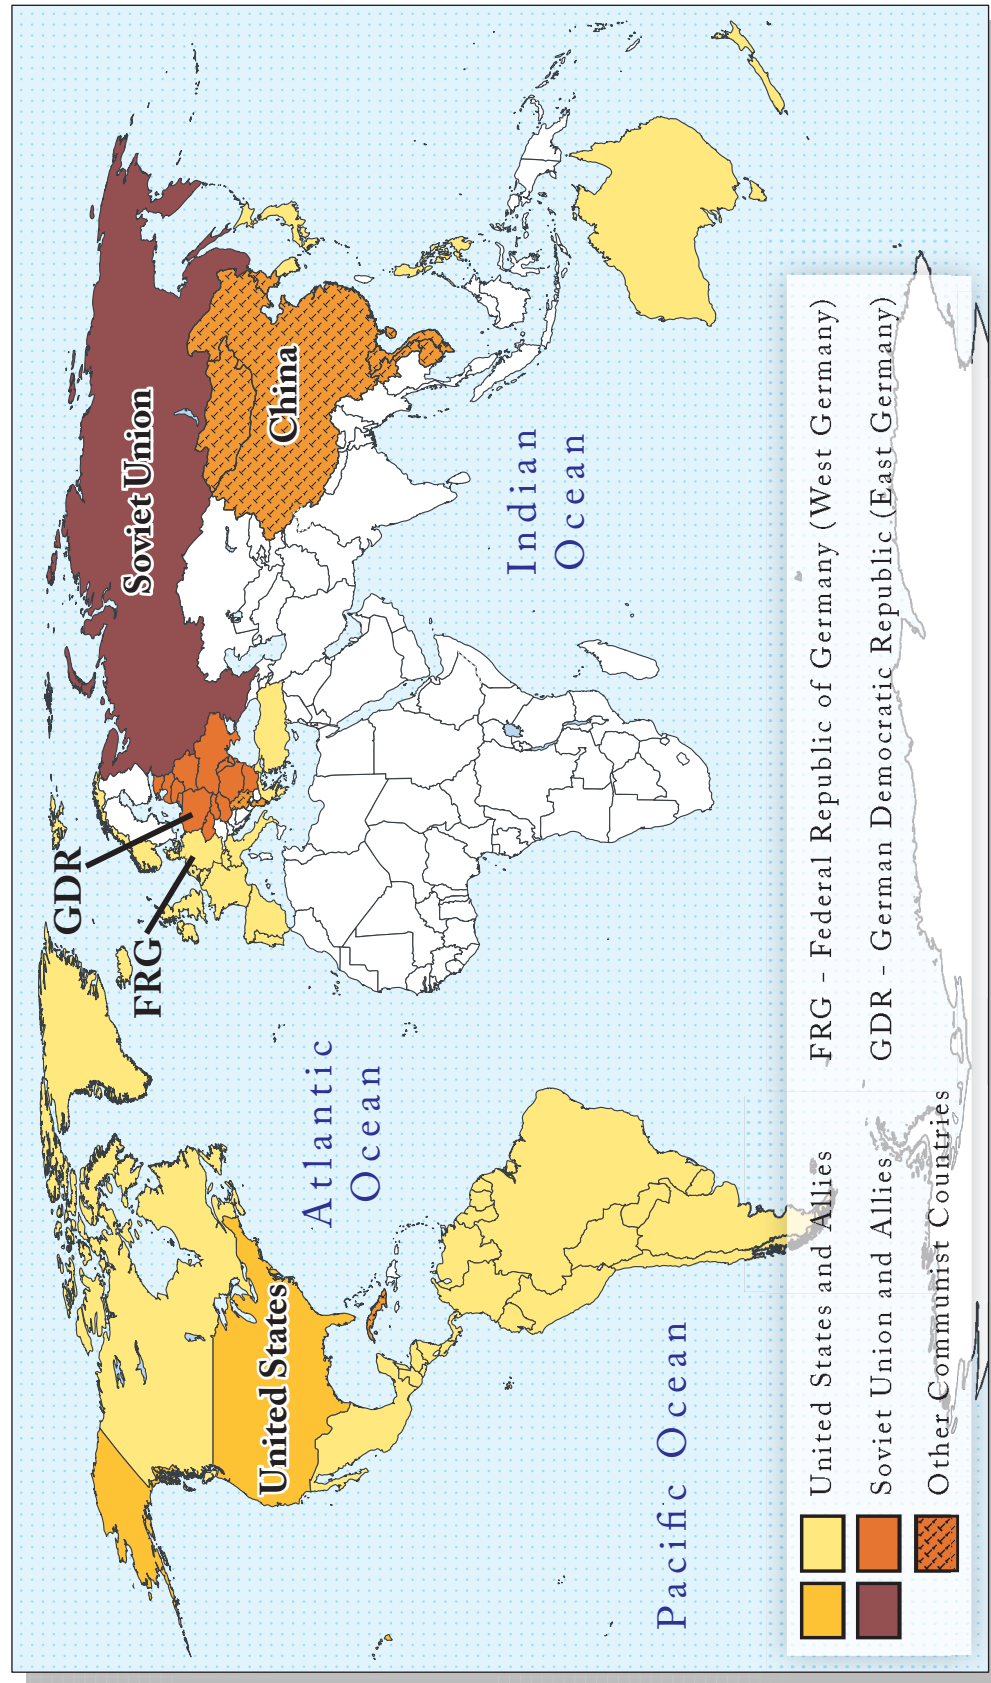 Soviet Union
China
GDR
FRG
United States
Atlantic
Ocean
Indian
Ocean
Pacific Ocean
United States and Allies
Soviet Union and Allies
Other Communist Countries
FRG - Federal Republic of Germany (West Germany)
GDR - German Democratic Republic (East Germany)